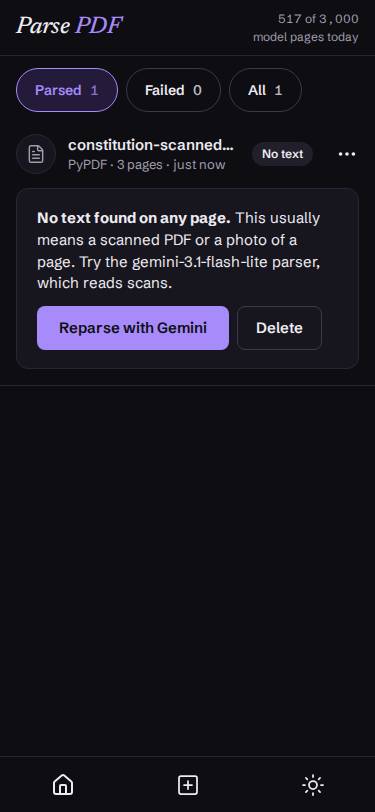 Parse PDF
517 of 3,000
model pages today
Parsed 1
Failed 0
All 1
constitution-scanned…
PyPDF · 3 pages · just now
No text
No text found on any page. This usually
means a scanned PDF or a photo of a
page. Try the gemini-3.1-flash-lite parser,
which reads scans.
Reparse with Gemini
Delete